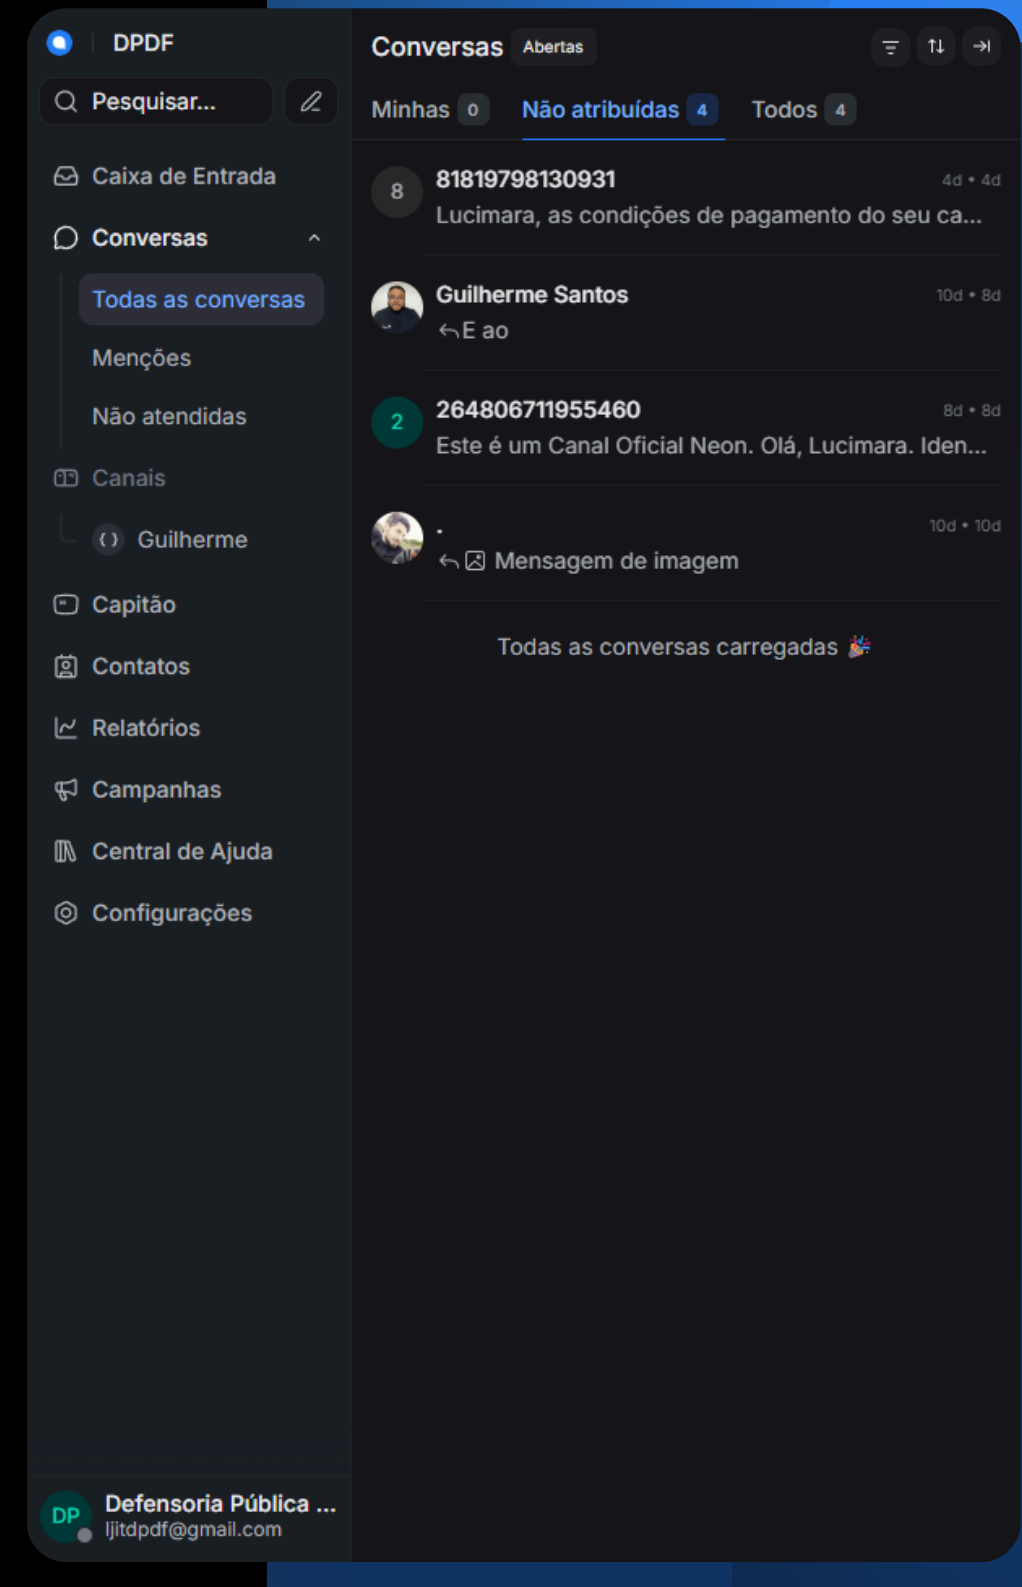 DPDF
Pesquisar...
Caixa de Entrada
Conversas
Todas as conversas
Menções
Não atendidas
Canais
Guilherme
Capitão
Contatos
Relatórios
Campanhas
Central de Ajuda
Configurações
DP
Defensoria Pública ...
ljitdpdf@gmail.com
Conversas Abertas
Minhas 0 Não atribuídas 4 Todos 4
8
81819798130931 4d • 4d
Lucimara, as condições de pagamento do seu ca...
Guilherme Santos 10d • 8d
E ao
2
264806711955460 8d • 8d
Este é um Canal Oficial Neon. Olá, Lucimara. Iden...
. 10d • 10d
Mensagem de imagem
Todas as conversas carregadas 🎉